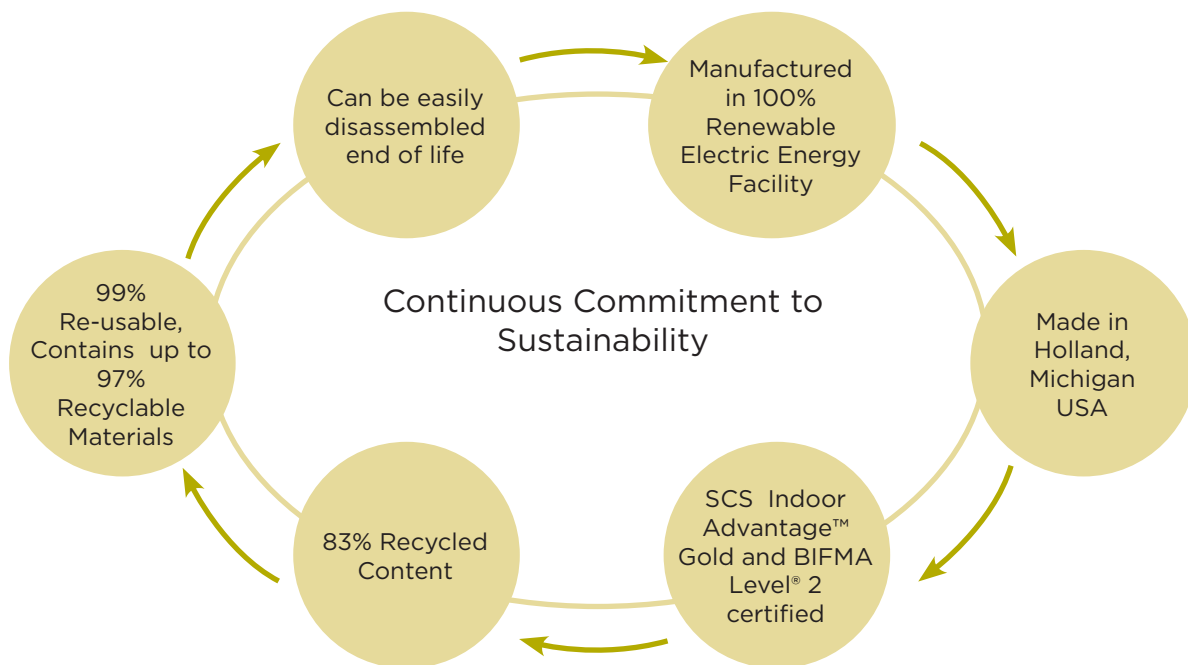 Can be easily
disassembled
end of life
Manufactured
in 100%
Renewable
Electric Energy
Facility
Made in
Holland,
Michigan
USA
SCS Indoor
Advantage™
Gold and BIFMA
Level® 2
certified
83% Recycled
Content
99%
Re-usable,
Contains up to
97%
Recyclable
Materials
Continuous Commitment to
Sustainability